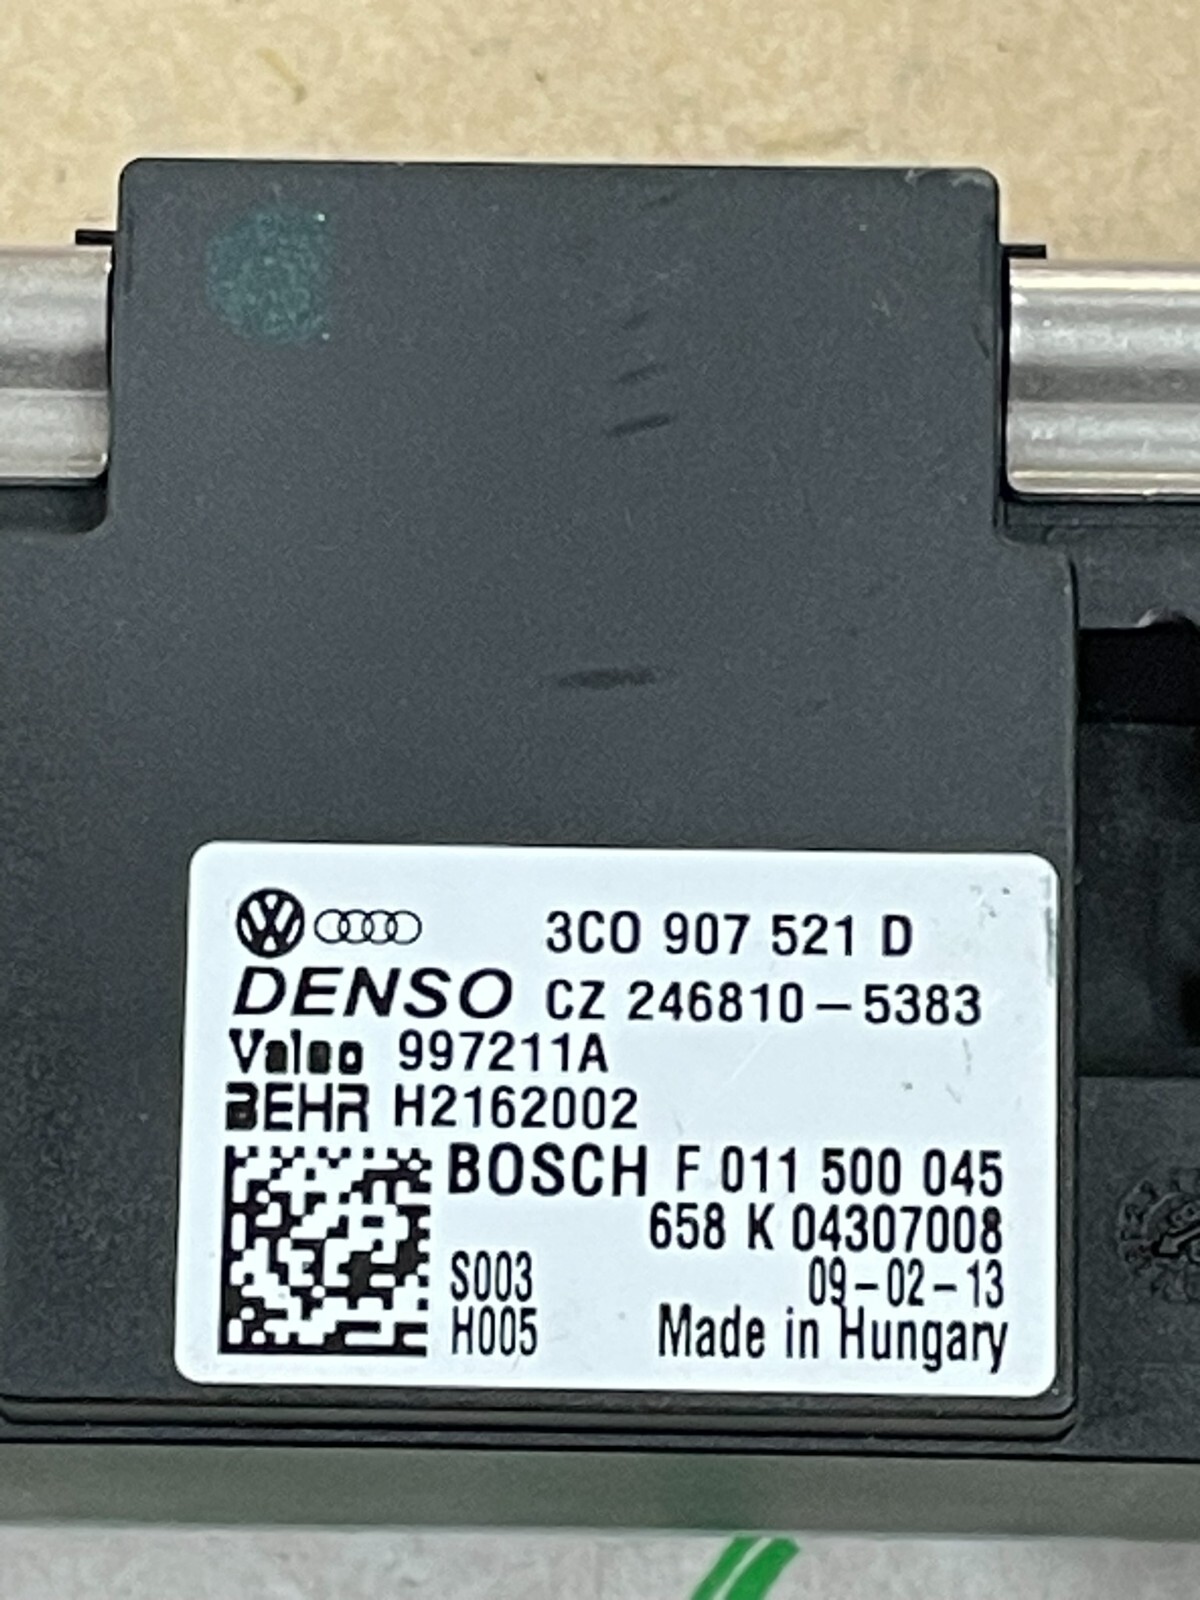 3C0 907 521 D
DENSO CZ 246810-5383
Valeo 997211A
BEHR H2162002
BOSCH F 011 500 045
658 K 04307008
S003 09-02-13
H005 Made in Hungary